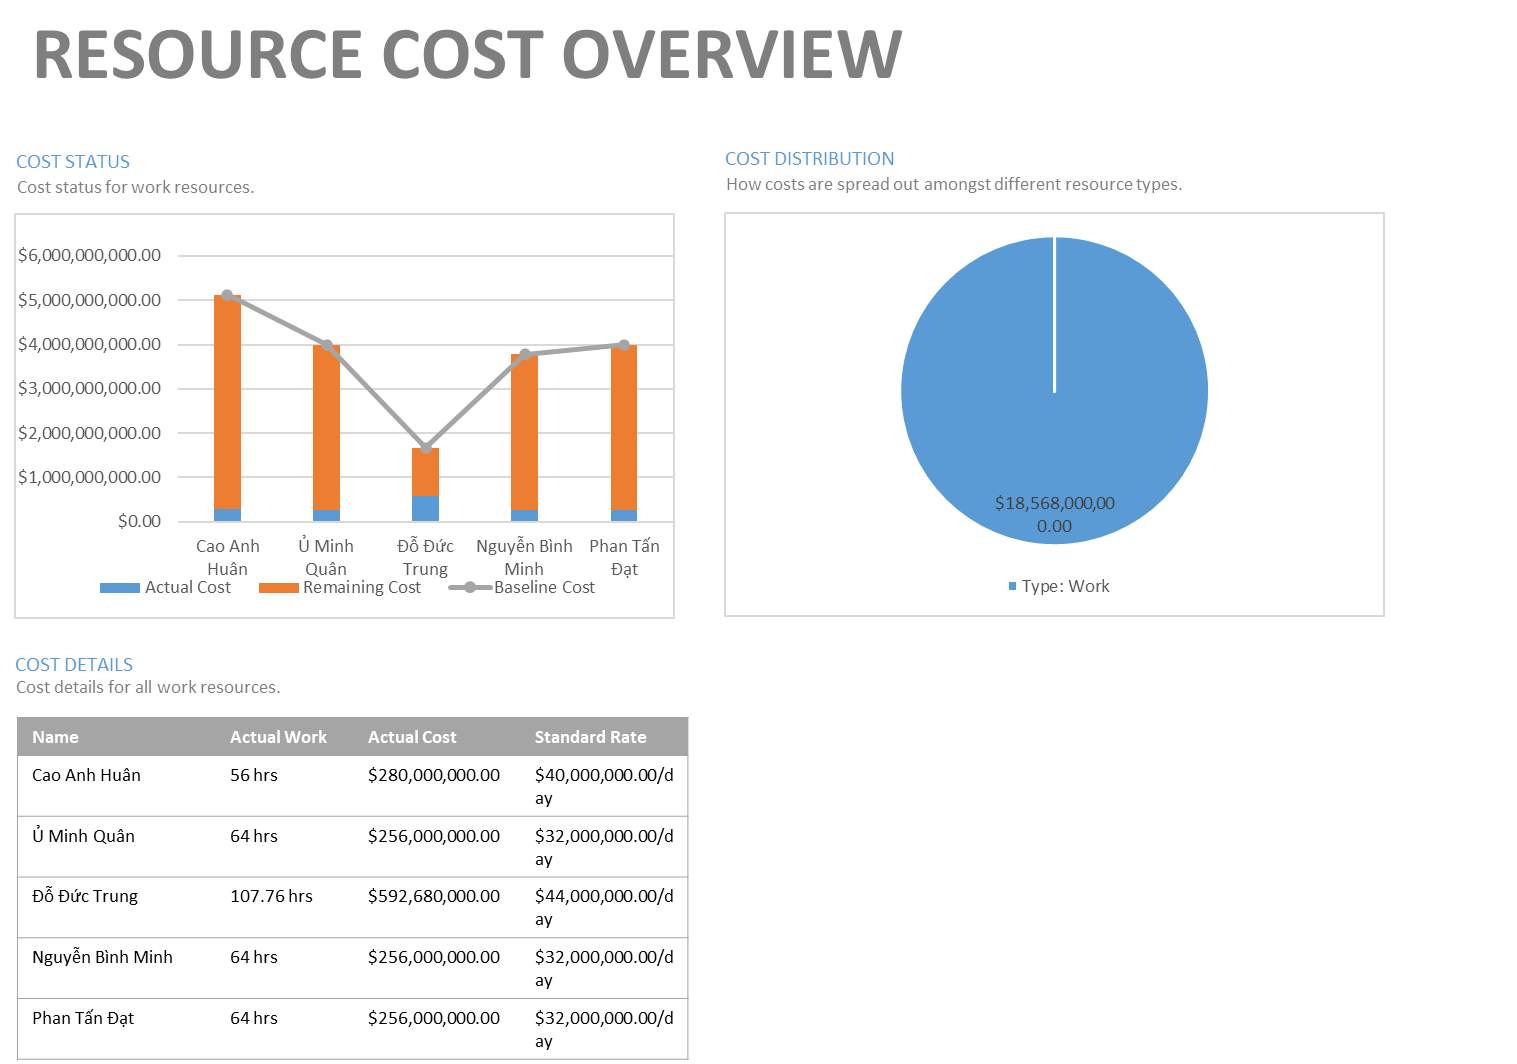 RESOURCE COST OVERVIEW
COST STATUS
Cost status for work resources.
$6,000,000,000.00
$5,000,000,000.00
$4,000,000,000.00
$3,000,000,000.00
$2,000,000,000.00
$1,000,000,000.00
$0.00
Cao Anh Huân
Ủ Minh Quân
Đỗ Đức Trung
Nguyễn Bình Minh
Phan Tấn Đạt
Actual Cost Remaining Cost Baseline Cost
COST DISTRIBUTION
How costs are spread out amongst different resource types.
$18,568,000,00
0.00
Type: Work
COST DETAILS
Cost details for all work resources.
Name Actual Work Actual Cost Standard Rate
Cao Anh Huân 56 hrs $280,000,000.00 $40,000,000.00/d
ay
Ủ Minh Quân 64 hrs $256,000,000.00 $32,000,000.00/d
ay
Đỗ Đức Trung 107.76 hrs $592,680,000.00 $44,000,000.00/d
ay
Nguyễn Bình Minh 64 hrs $256,000,000.00 $32,000,000.00/d
ay
Phan Tấn Đạt 64 hrs $256,000,000.00 $32,000,000.00/d
ay